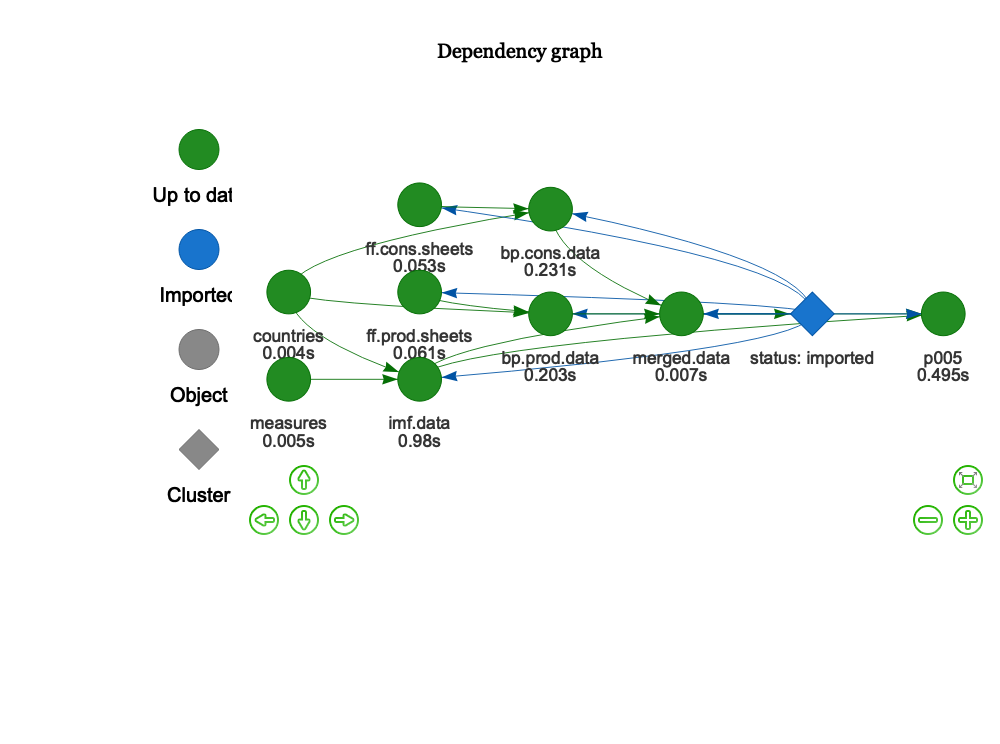 Dependency graph
Up to dat
Imported
Object
Cluster
ff.cons.sheets
0.053s
bp.cons.data
0.231s
countries
0.004s
ff.prod.sheets
0.061s
bp.prod.data
0.203s
merged.data
0.007s
status: imported
p005
0.495s
measures
0.005s
imf.data
0.98s